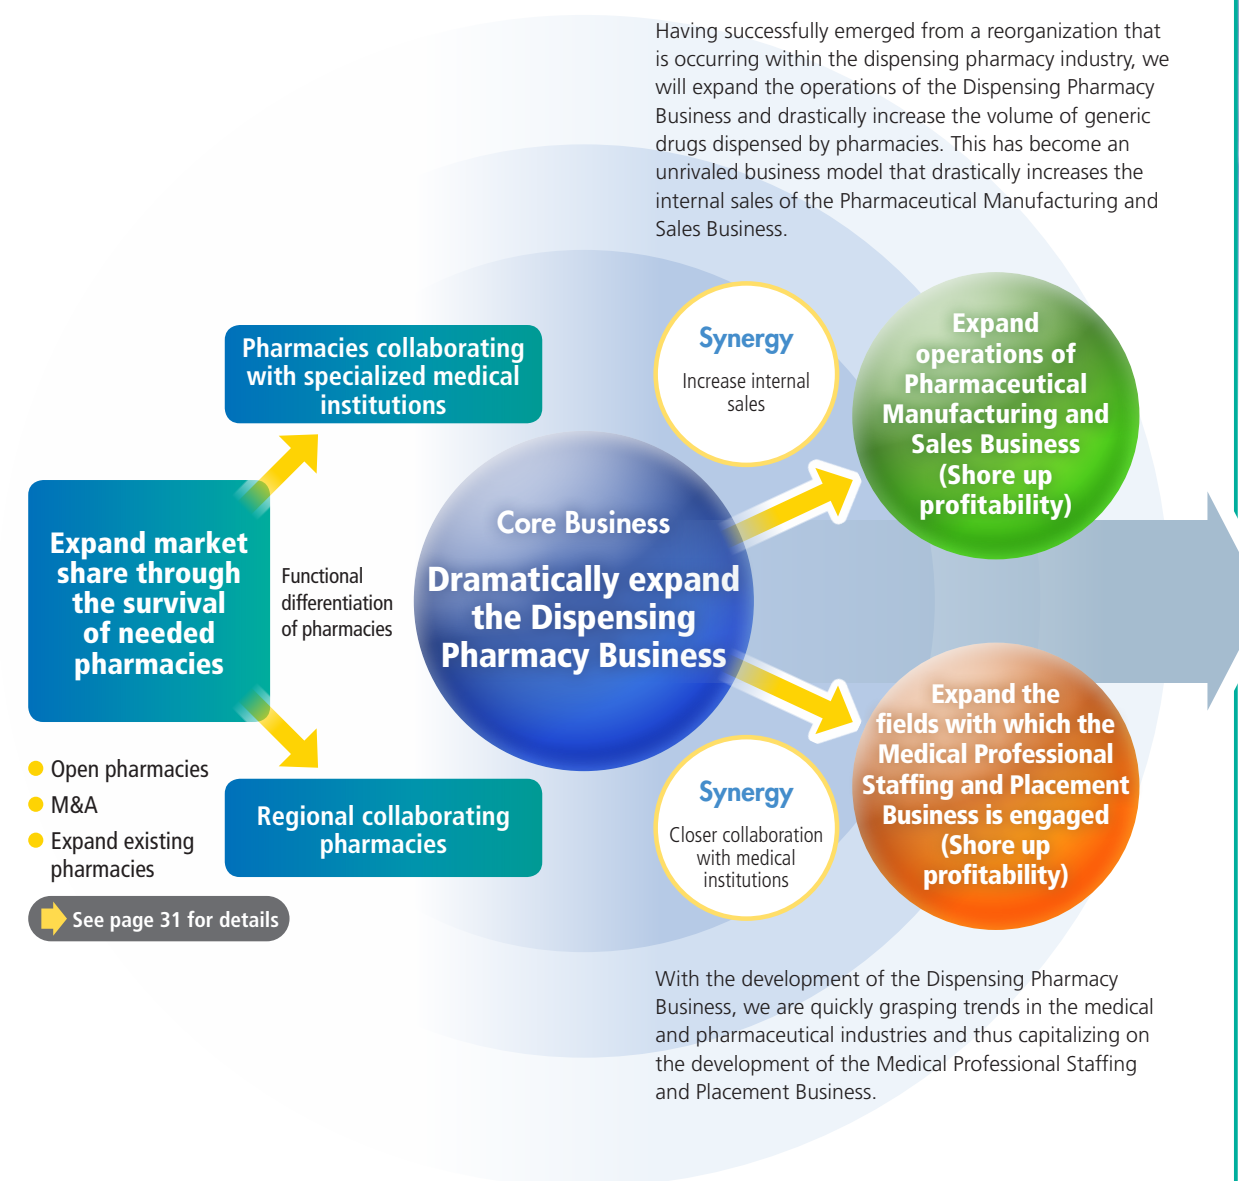 Having successfully emerged from a reorganization that
is occurring within the dispensing pharmacy industry, we
will expand the operations of the Dispensing Pharmacy
Business and drastically increase the volume of generic
drugs dispensed by pharmacies. This has become an
unrivaled business model that drastically increases the
internal sales of the Pharmaceutical Manufacturing and
Sales Business.
Pharmacies collaborating
with specialized medical
institutions
Synergy
Increase internal
sales
Expand
operations of
Pharmaceutical
Manufacturing and
Sales Business
(Shore up
profitability)
Expand market
share through
the survival
of needed
pharmacies
Functional
differentiation
of pharmacies
Core Business
Dramatically expand
the Dispensing
Pharmacy Business
Open pharmacies
M&A
Expand existing
pharmacies
See page 31 for details
Regional collaborating
pharmacies
Synergy
Closer collaboration
with medical
institutions
Expand the
fields with which the
Medical Professional
Staffing and Placement
Business is engaged
(Shore up
profitability)
With the development of the Dispensing Pharmacy
Business, we are quickly grasping trends in the medical
and pharmaceutical industries and thus capitalizing on
the development of the Medical Professional Staffing
and Placement Business.